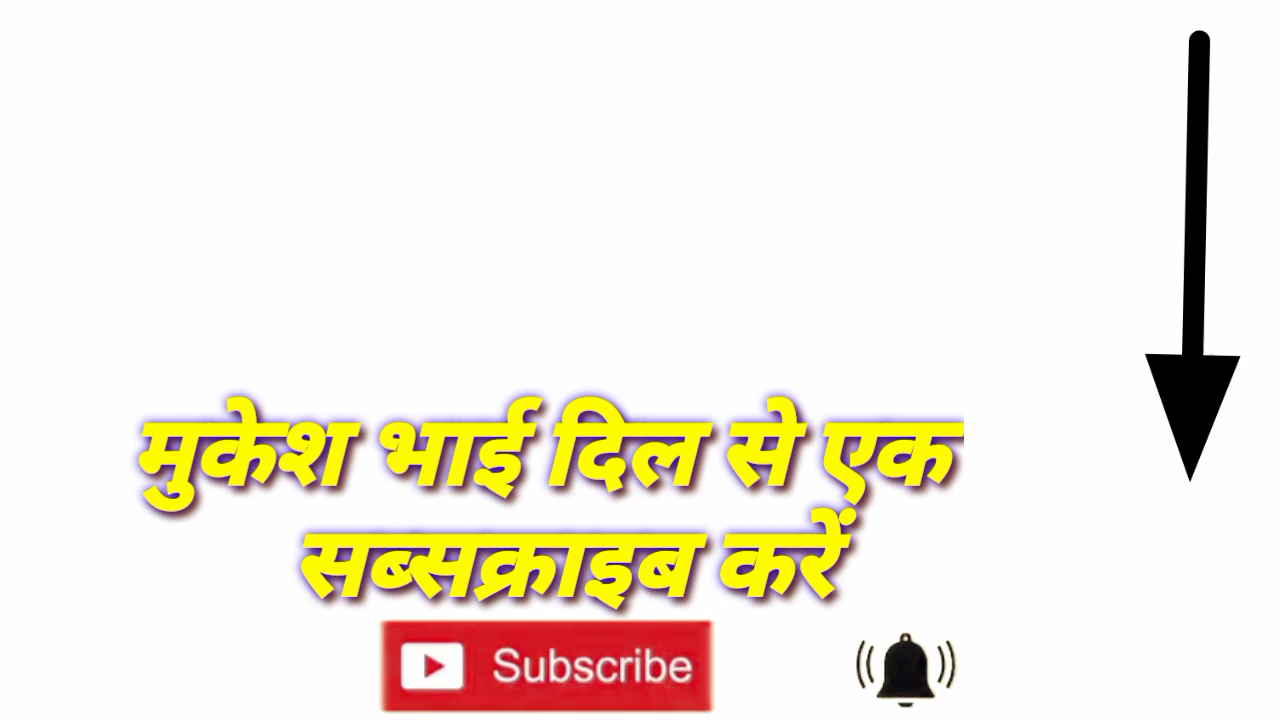 मुकेश भाई दिल से एक
सब्सक्राइब करें
Subscribe